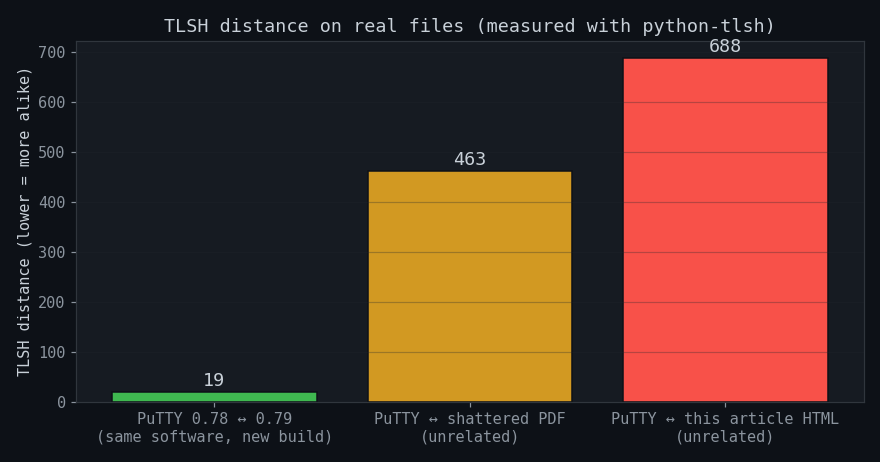 TLSH distance on real files (measured with python-tlsh)
TLSH distance (lower = more alike)
700
600
500
400
300
200
100
0
19
463
688
PuTTY 0.78 ↔ 0.79
(same software, new build)
PuTTY ↔ shattered PDF
(unrelated)
PuTTY ↔ this article HTML
(unrelated)